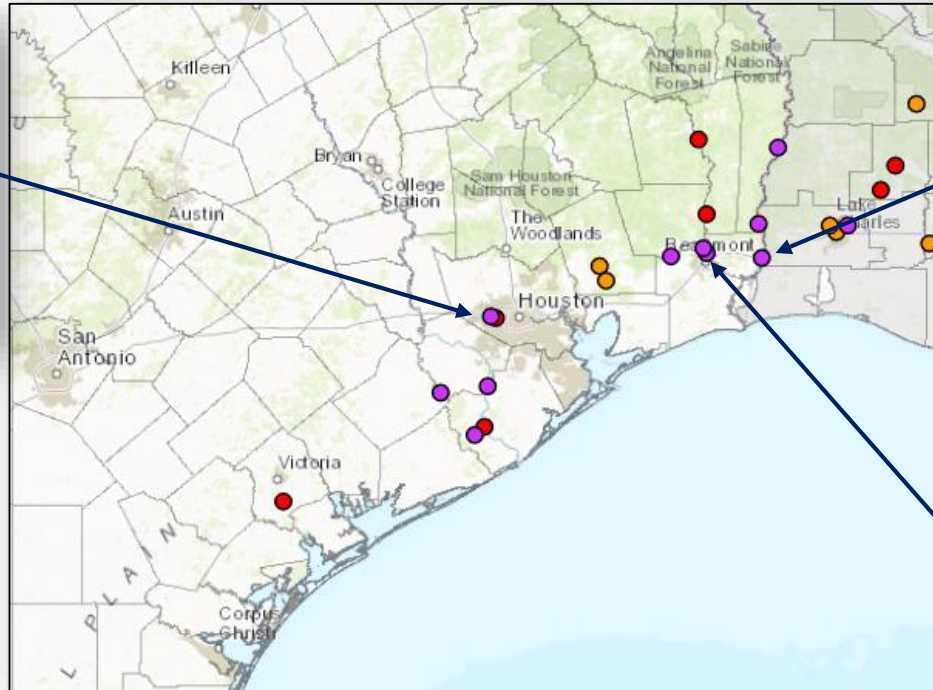 Killeen
Angelina
National
Forest
Sabine
National
Forest
U
Bryan
College
Station
Sam Houston
National Forest
Austin
The
Woodlands
Lake
Charles
Beaumont
Houston
San
Antonio
Victoria
Corpus
Christi
L P L A I N